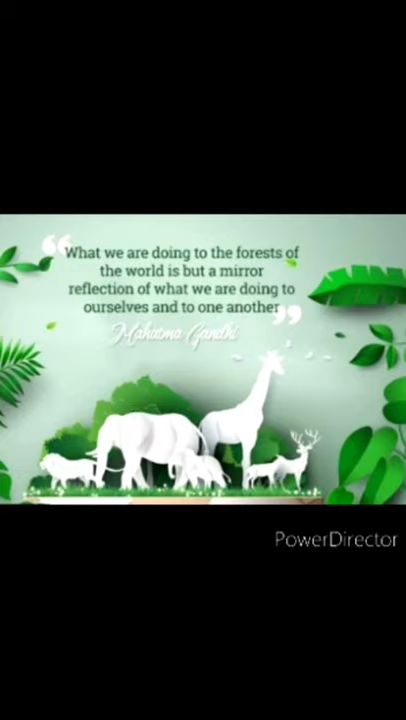 “What we are doing to the forests of
the world is but a mirror
reflection of what we are doing to
ourselves and to one another”
Mahatma Gandhi
PowerDirector